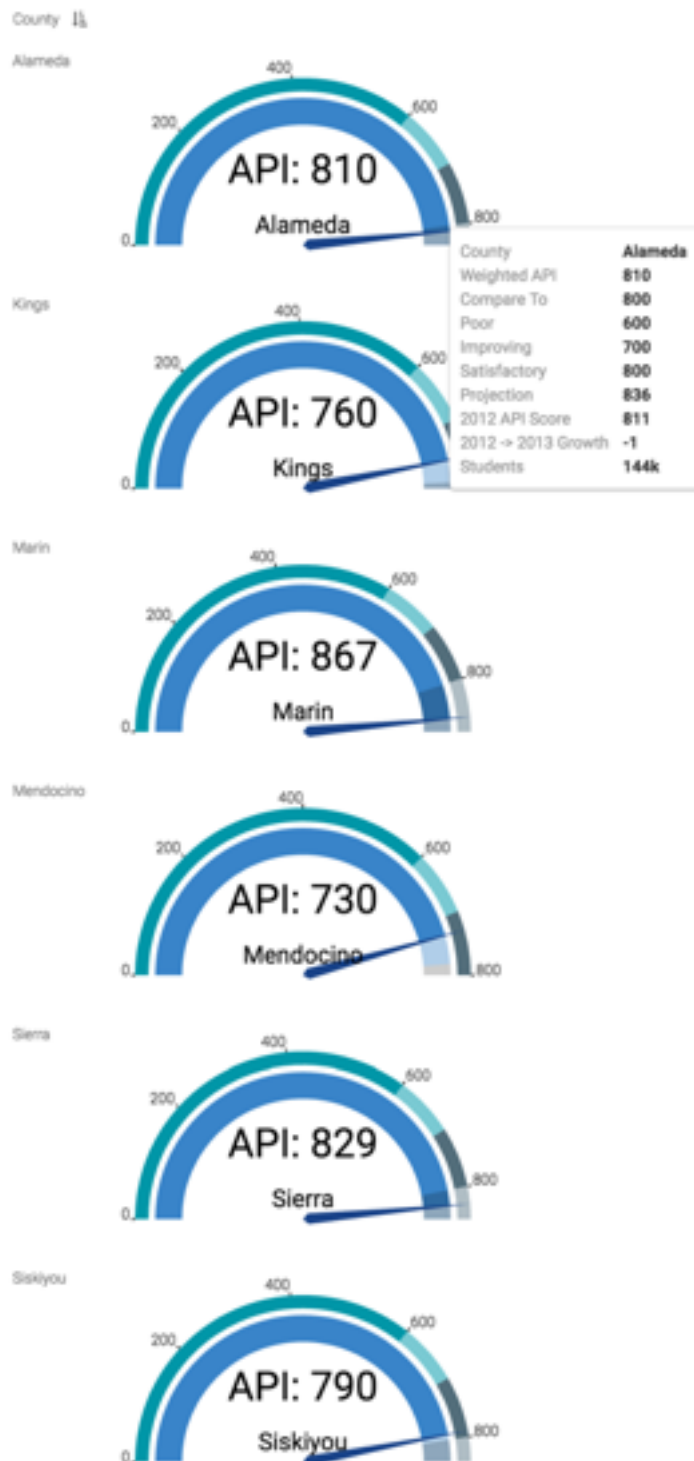 County
Alameda
400
200
600
API: 810
Alameda
0
800
County Alameda
Weighted API 810
Compare To 800
Poor 600
Improving 700
Satisfactory 800
Projection 836
2012 API Score 811
2012 -> 2013 Growth -1
Students 144k
Kings
400
200
600
API: 760
Kings
0
Marin
400
600
200
API: 867
800
Marin
0
Mendocino
400
200
600
API: 730
Mendocino
0
800
Sierra
400
600
200
API: 829
800
Sierra
0
Siskiyou
400
600
200
API: 790
800
Siskiyou
0